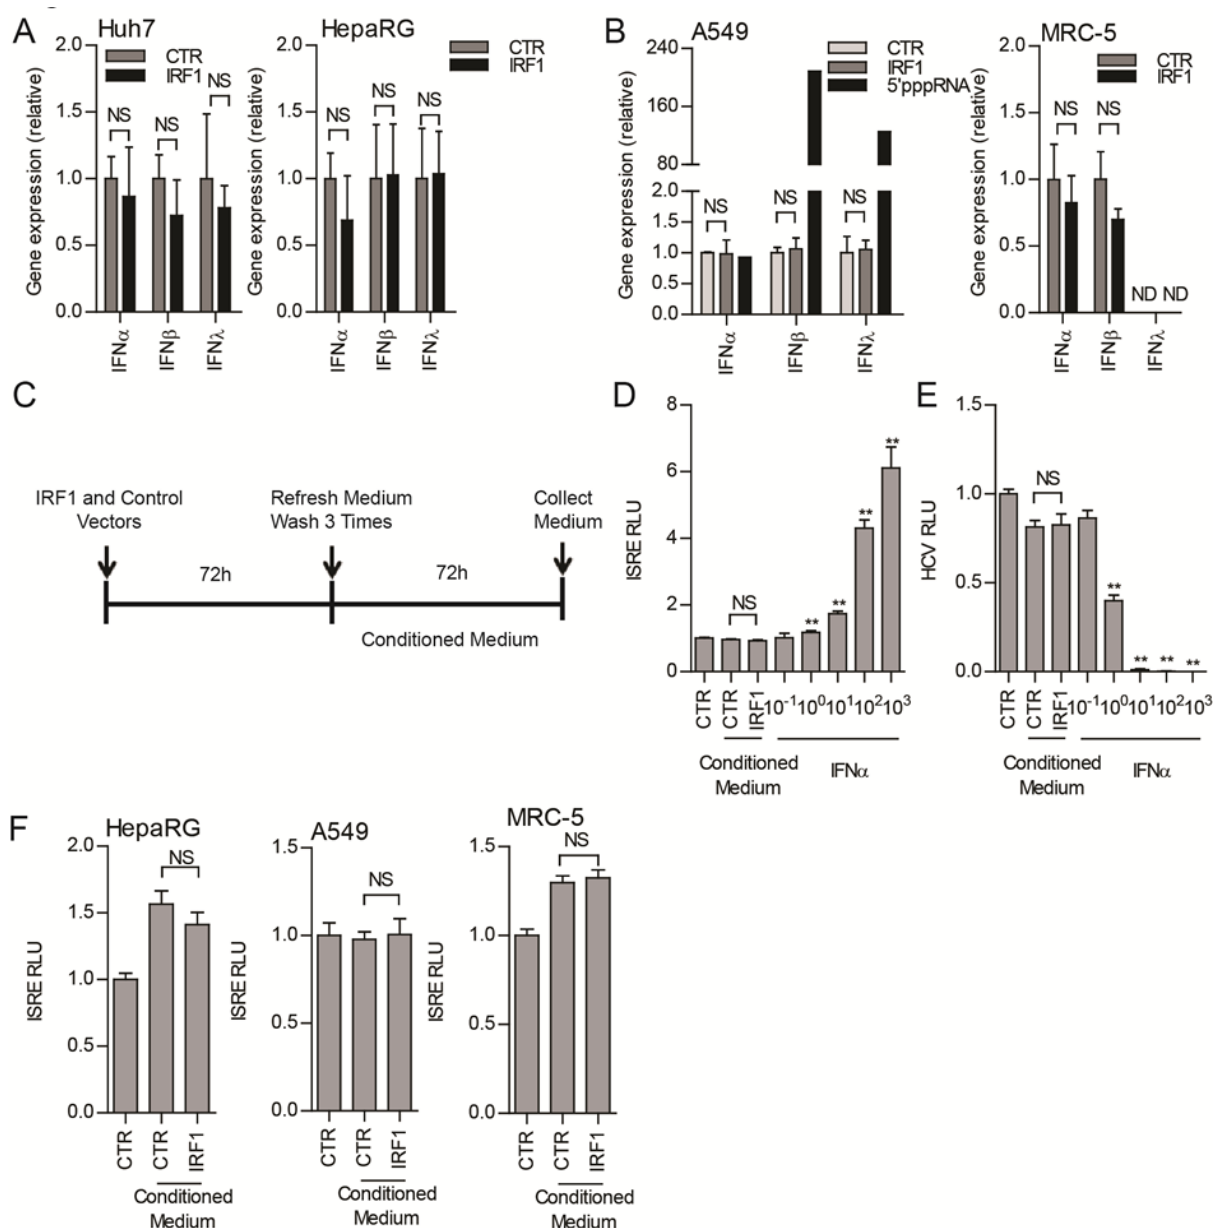 A
Huh7
HepaRG
Gene expression (relative)
2.0
1.5
1.0
0.5
0.0
CTR
IRF1
NS
NS
NS
IFNα
IFNβ
IFNλ
Gene expression (relative)
2.0
1.5
1.0
0.5
0.0
CTR
IRF1
NS
NS
NS
IFNα
IFNβ
IFNλ
B
A549
MRC-5
Gene expression (relative)
240
160
80
2.0
1.5
1.0
0.5
0.0
CTR
IRF1
5'pppRNA
NS
NS
NS
IFNα
IFNβ
IFNλ
Gene expression (relative)
2.0
1.5
1.0
0.5
0.0
CTR
IRF1
NS
NS
ND ND
IFNα
IFNβ
IFNλ
C
IRF1 and Control
Vectors
Refresh Medium
Wash 3 Times
Collect
Medium
72h
72h
Conditioned Medium
D
ISRE RLU
8
6
4
2
0
NS
**
**
**
**
CTR
CTR
IRF1
10⁻¹10⁰10¹10²10³
Conditioned
Medium
IFNα
E
HCV RLU
1.5
1.0
0.5
0.0
NS
**
**
**
**
CTR
CTR
IRF1
10⁻¹10⁰10¹10²10³
Conditioned
Medium
IFNα
F
HepaRG
ISRE RLU
2.0
1.5
1.0
0.5
0.0
NS
CTR
CTR
IRF1
Conditioned
Medium
A549
ISRE RLU
1.5
1.0
0.5
0.0
NS
CTR
CTR
IRF1
Conditioned
Medium
MRC-5
ISRE RLU
1.5
1.0
0.5
0.0
NS
CTR
CTR
IRF1
Conditioned
Medium